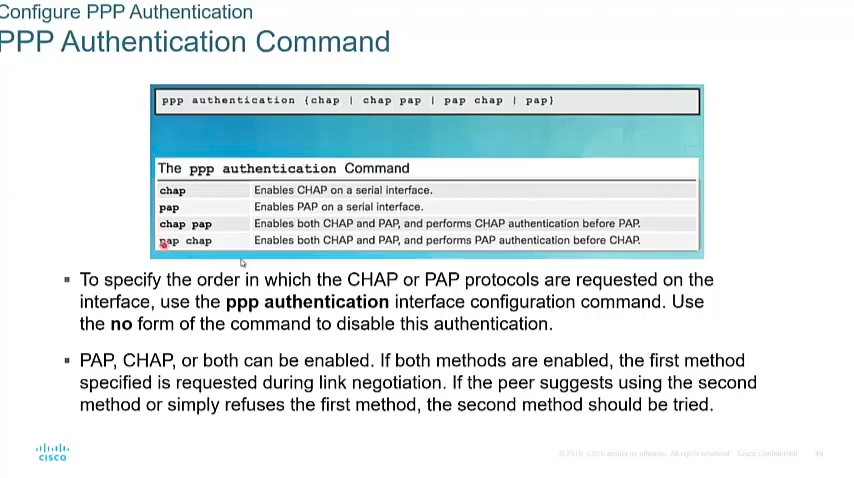 Configure PPP Authentication
PPP Authentication Command
ppp authentication {chap | chap pap | pap chap | pap}
The ppp authentication Command
chap Enables CHAP on a serial interface.
pap Enables PAP on a serial interface.
chap pap Enables both CHAP and PAP, and performs CHAP authentication before PAP.
pap chap Enables both CHAP and PAP, and performs PAP authentication before CHAP.
▪ To specify the order in which the CHAP or PAP protocols are requested on the
interface, use the ppp authentication interface configuration command. Use
the no form of the command to disable this authentication.
▪ PAP, CHAP, or both can be enabled. If both methods are enabled, the first method
specified is requested during link negotiation. If the peer suggests using the second
method or simply refuses the first method, the second method should be tried.
CISCO
All rights reserved. Cisco Confidential